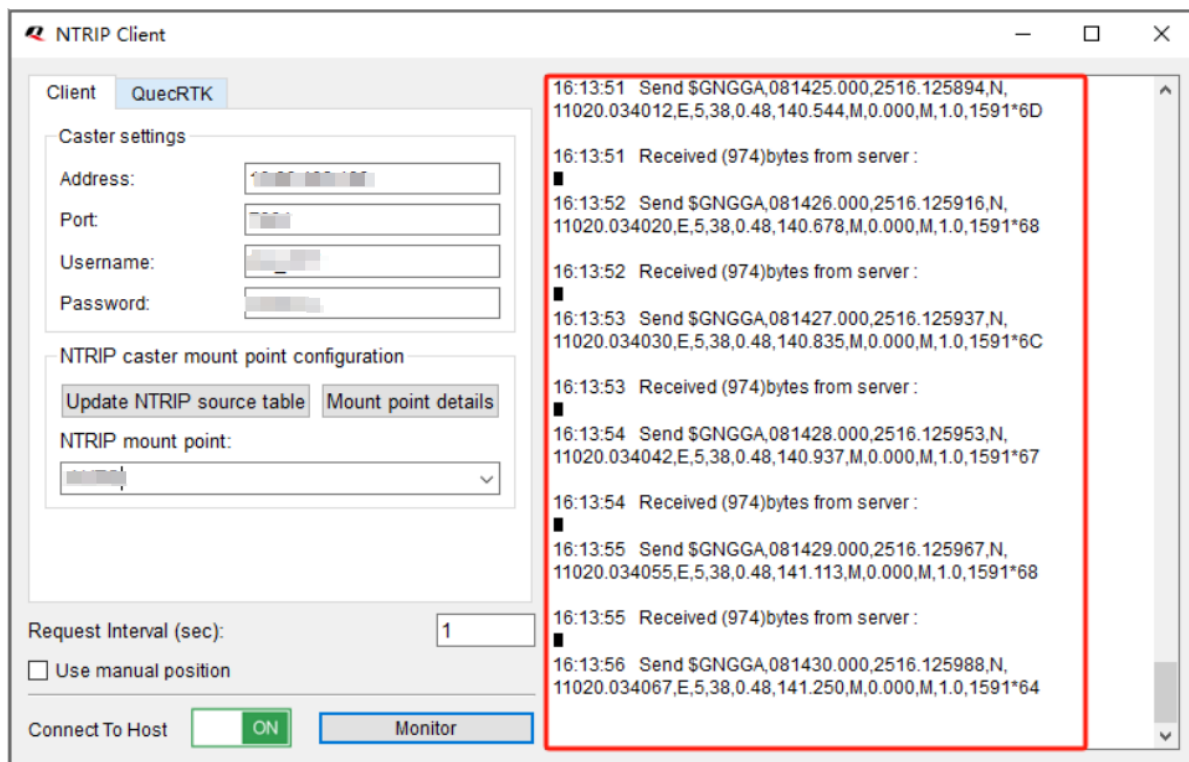 NTRIP Client
Client
QuecRTK
Caster settings
Address:
Port:
Username:
Password:
NTRIP caster mount point configuration
Update NTRIP source table
Mount point details
NTRIP mount point:
Request Interval (sec):
1
Use manual position
Connect To Host
ON
Monitor
16:13:51 Send $GNGGA,081425.000,2516.125894,N,
11020.034012,E,5,38,0.48,140.544,M,0.000,M,1.0,1591*6D
16:13:51 Received (974)bytes from server :
16:13:52 Send $GNGGA,081426.000,2516.125916,N,
11020.034020,E,5,38,0.48,140.678,M,0.000,M,1.0,1591*68
16:13:52 Received (974)bytes from server :
16:13:53 Send $GNGGA,081427.000,2516.125937,N,
11020.034030,E,5,38,0.48,140.835,M,0.000,M,1.0,1591*6C
16:13:53 Received (974)bytes from server :
16:13:54 Send $GNGGA,081428.000,2516.125953,N,
11020.034042,E,5,38,0.48,140.937,M,0.000,M,1.0,1591*67
16:13:54 Received (974)bytes from server :
16:13:55 Send $GNGGA,081429.000,2516.125967,N,
11020.034055,E,5,38,0.48,141.113,M,0.000,M,1.0,1591*68
16:13:55 Received (974)bytes from server :
16:13:56 Send $GNGGA,081430.000,2516.125988,N,
11020.034067,E,5,38,0.48,141.250,M,0.000,M,1.0,1591*64